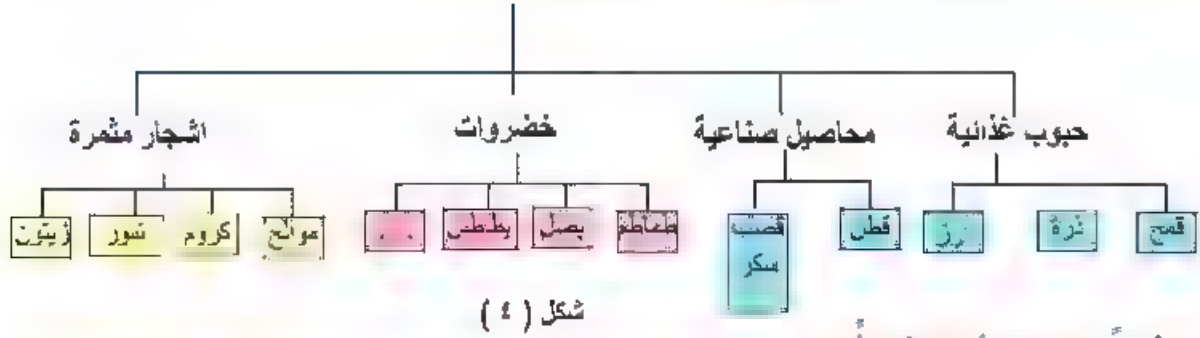 حبوب غذائية محاصيل صناعية خضروات اشجار مثمرة
قمح ذرة رز قطن قصب سكر طماطم بصل بطاطس ... موالح كروم تمور زيتون
شكل ( ٤ )